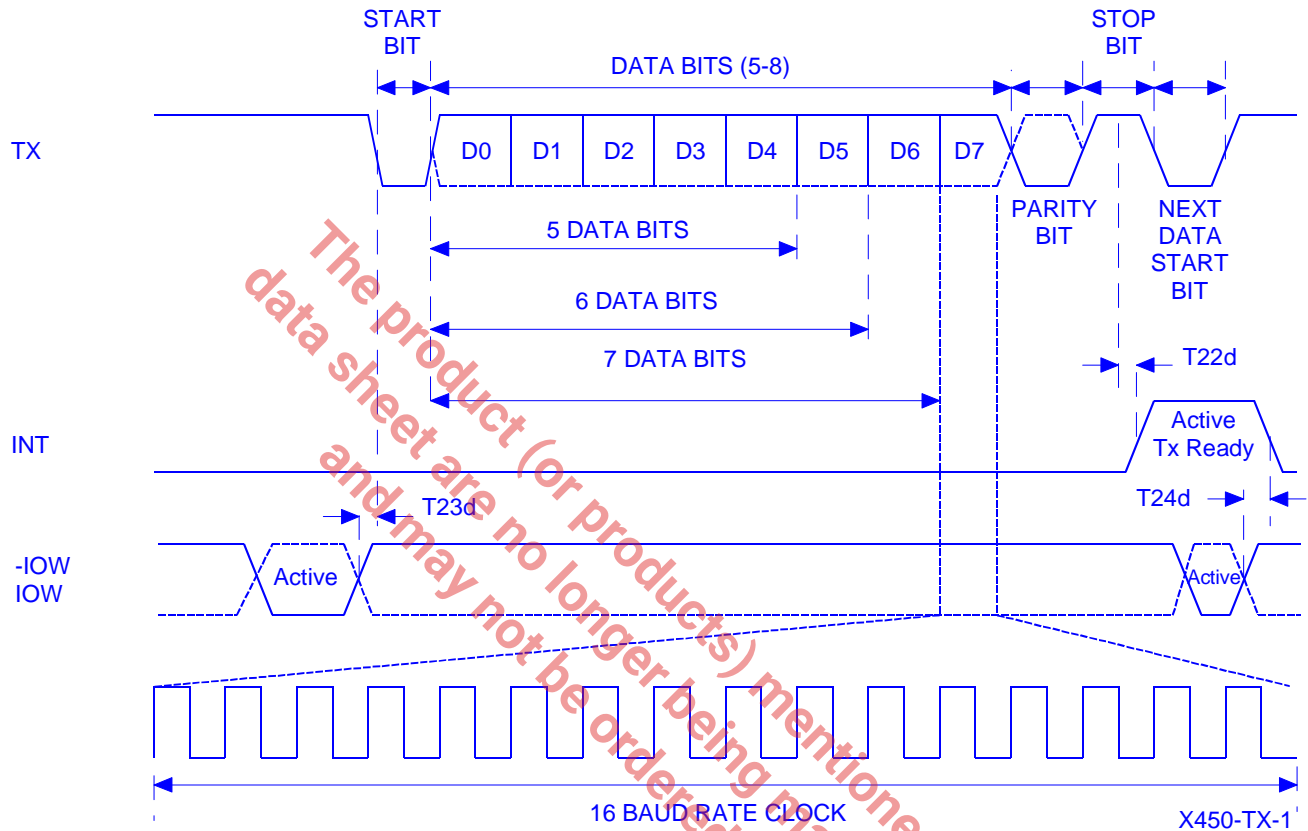 START
BIT
STOP
BIT
DATA BITS (5-8)
TX
D0 D1 D2 D3 D4 D5 D6 D7
PARITY
BIT
NEXT
DATA
START
BIT
5 DATA BITS
6 DATA BITS
7 DATA BITS
T22d
INT
Active
Tx Ready
T23d
T24d
-IOW
IOW
Active
Active
16 BAUD RATE CLOCK
X450-TX-1
The product (or products) mentione
data sheet are no longer being ma
and may not be ordered